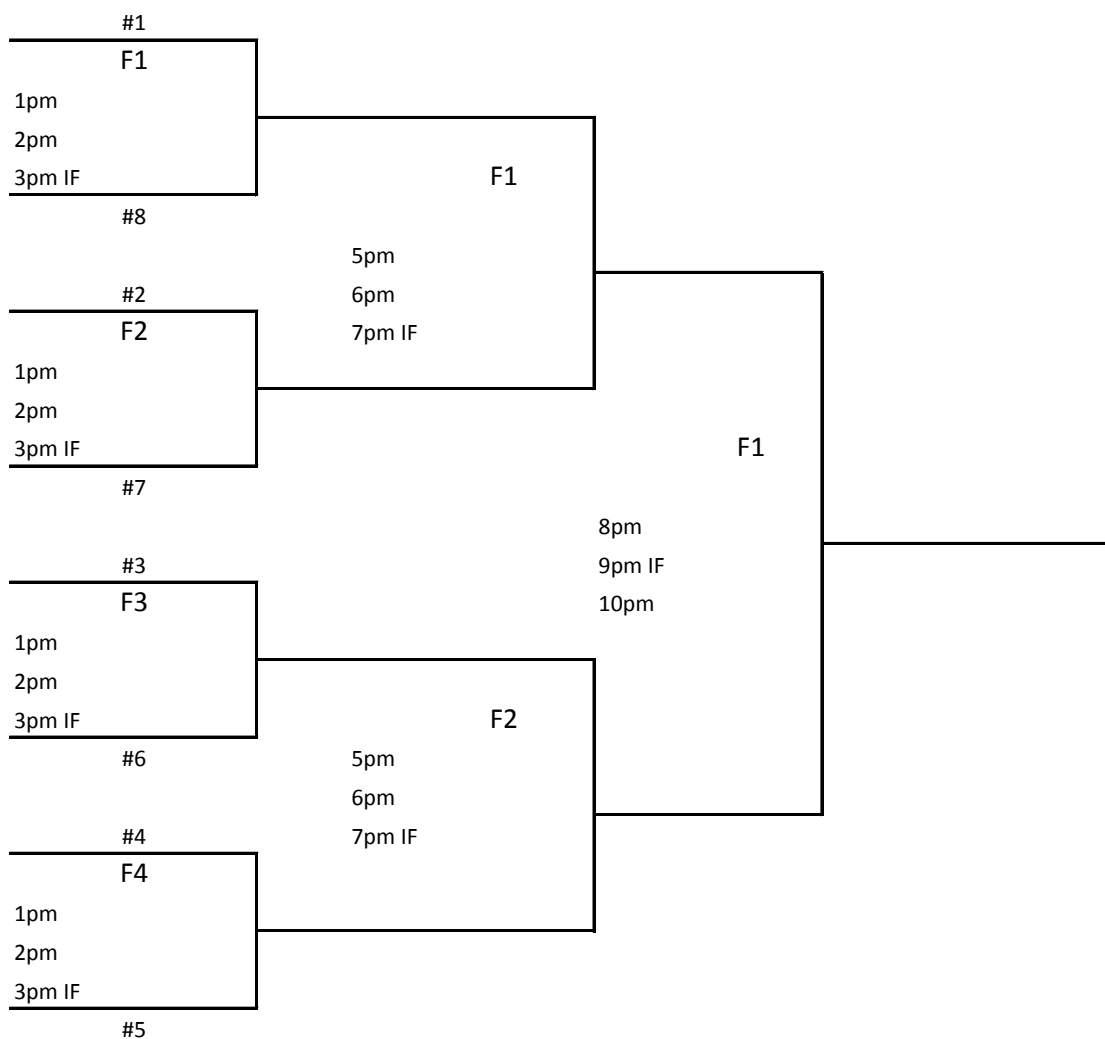 #1
F1
1pm
2pm
3pm IF
#8
F1
5pm
6pm
7pm IF
#2
F2
1pm
2pm
3pm IF
#7
F1
8pm
9pm IF
10pm
#3
F3
1pm
2pm
3pm IF
#6
F2
5pm
6pm
7pm IF
#4
F4
1pm
2pm
3pm IF
#5